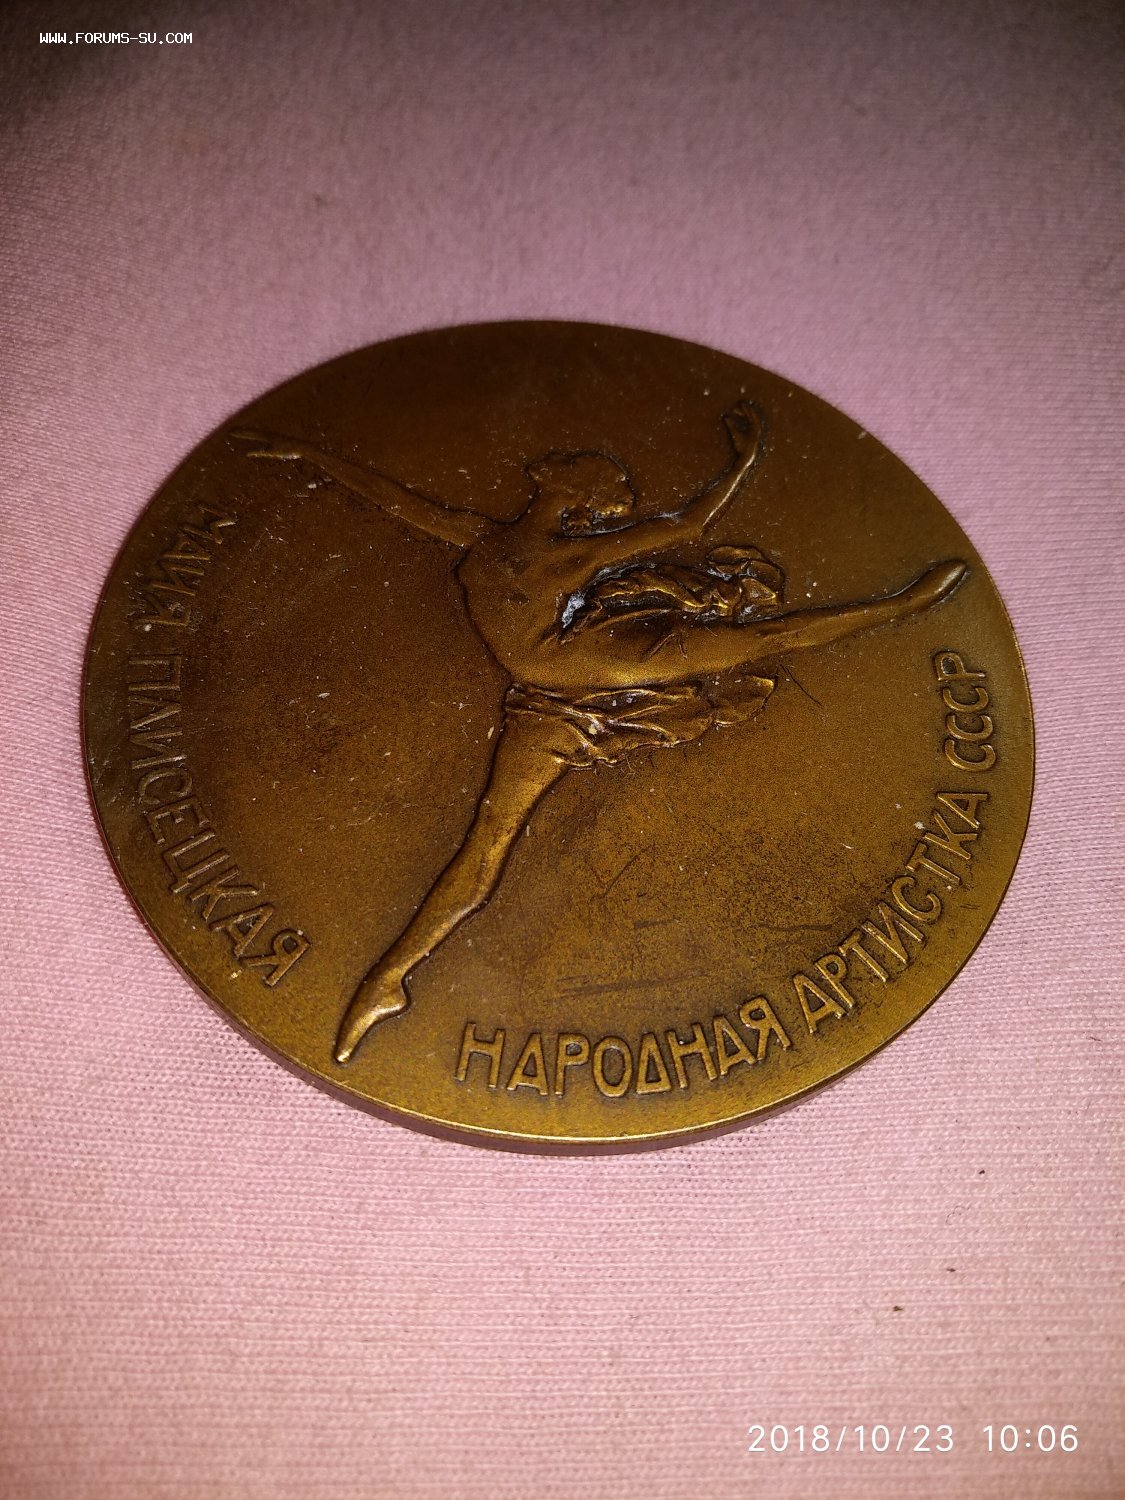 WWW.FORUMS-SU.COM
МАЙЯ ПЛИСЕЦКАЯ
НАРОДНАЯ АРТИСТКА СССР
2018/10/23 10:06